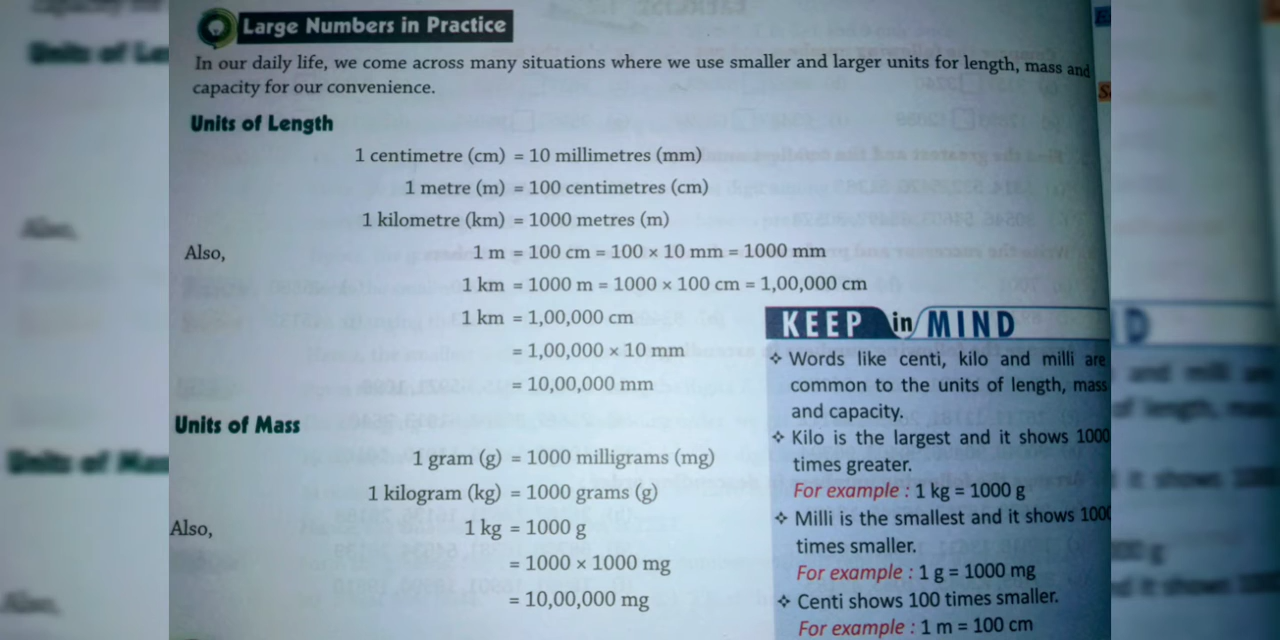 Large Numbers in Practice
In our daily life, we come across many situations where we use smaller and larger units for length, mass and
capacity for our convenience.
Units of Length
1 centimetre (cm) = 10 millimetres (mm)
1 metre (m) = 100 centimetres (cm)
1 kilometre (km) = 1000 metres (m)
Also, 1 m = 100 cm = 100 × 10 mm = 1000 mm
1 km = 1000 m = 1000 × 100 cm = 1,00,000 cm
1 km = 1,00,000 cm
= 1,00,000 × 10 mm
= 10,00,000 mm
Units of Mass
1 gram (g) = 1000 milligrams (mg)
1 kilogram (kg) = 1000 grams (g)
Also, 1 kg = 1000 g
= 1000 × 1000 mg
= 10,00,000 mg
KEEP in MIND
❖ Words like centi, kilo and milli are
common to the units of length, mass
and capacity.
❖ Kilo is the largest and it shows 1000
times greater.
For example : 1 kg = 1000 g
❖ Milli is the smallest and it shows 1000
times smaller.
For example : 1 g = 1000 mg
❖ Centi shows 100 times smaller.
For example : 1 m = 100 cm